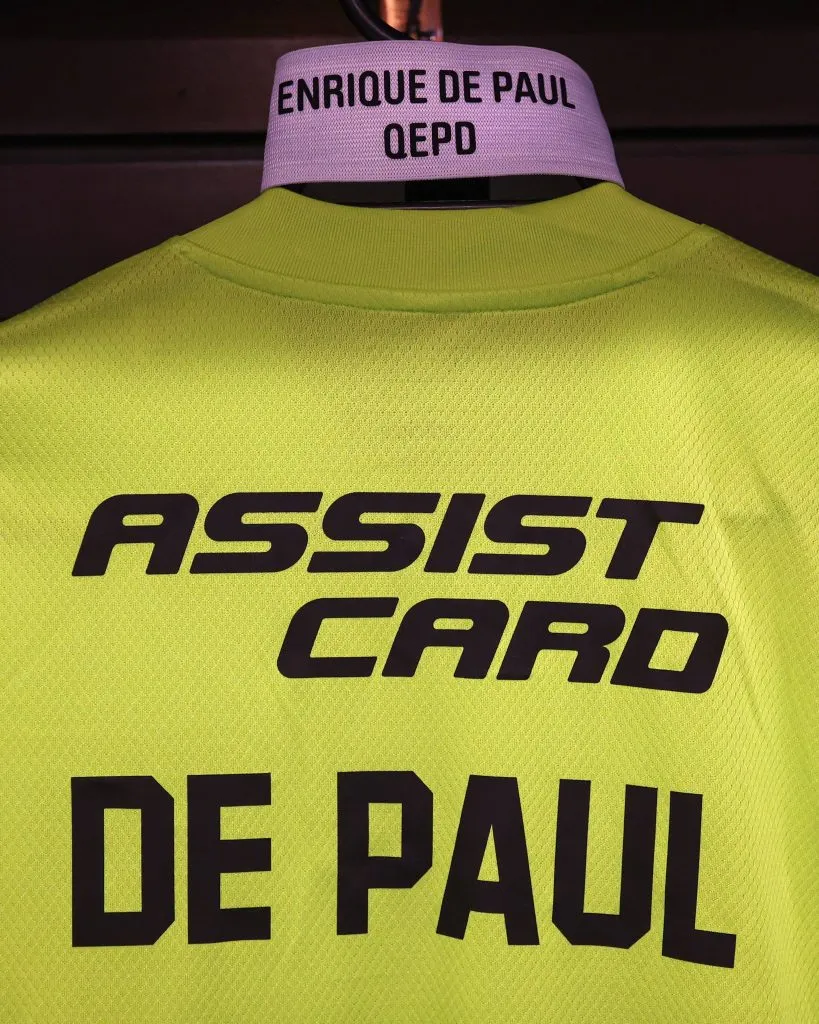 ENRIQUE DE PAUL
QEPD
ASSIST
CARD
DE PAUL